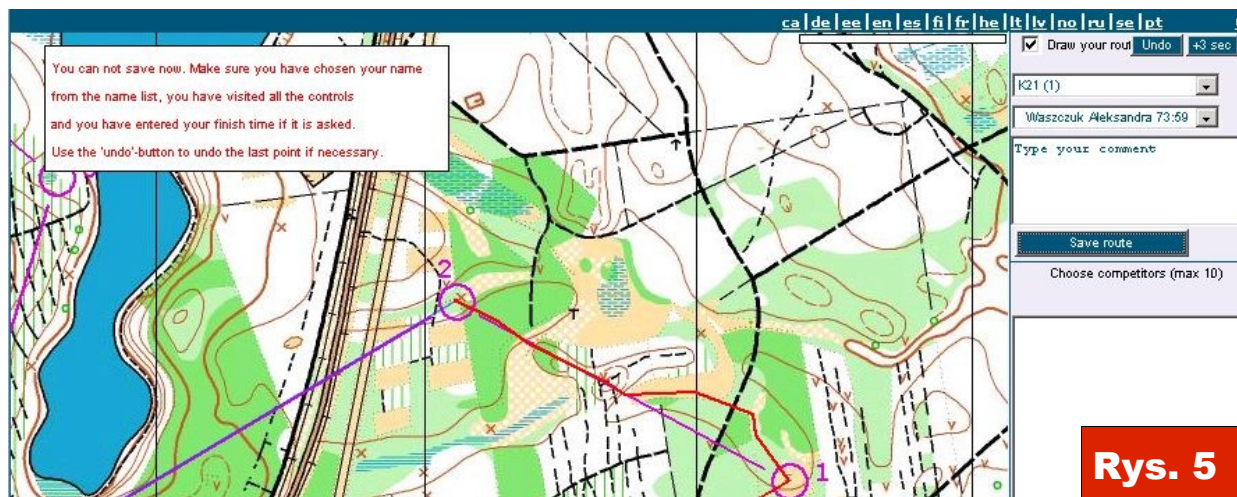 ca|de|ee|en|es|fi|fr|he|lt|lv|no|ru|se|pt
You can not save now. Make sure you have chosen your name
from the name list, you have visited all the controls
and you have entered your finish time if it is asked.
Use the 'undo'-button to undo the last point if necessary.
Draw your rout Undo +3 sec
K21 (1)
Waszczuk Aleksandra 73:59
Type your comment
Save route
Choose competitors (max 10)
2
1
Rys. 5